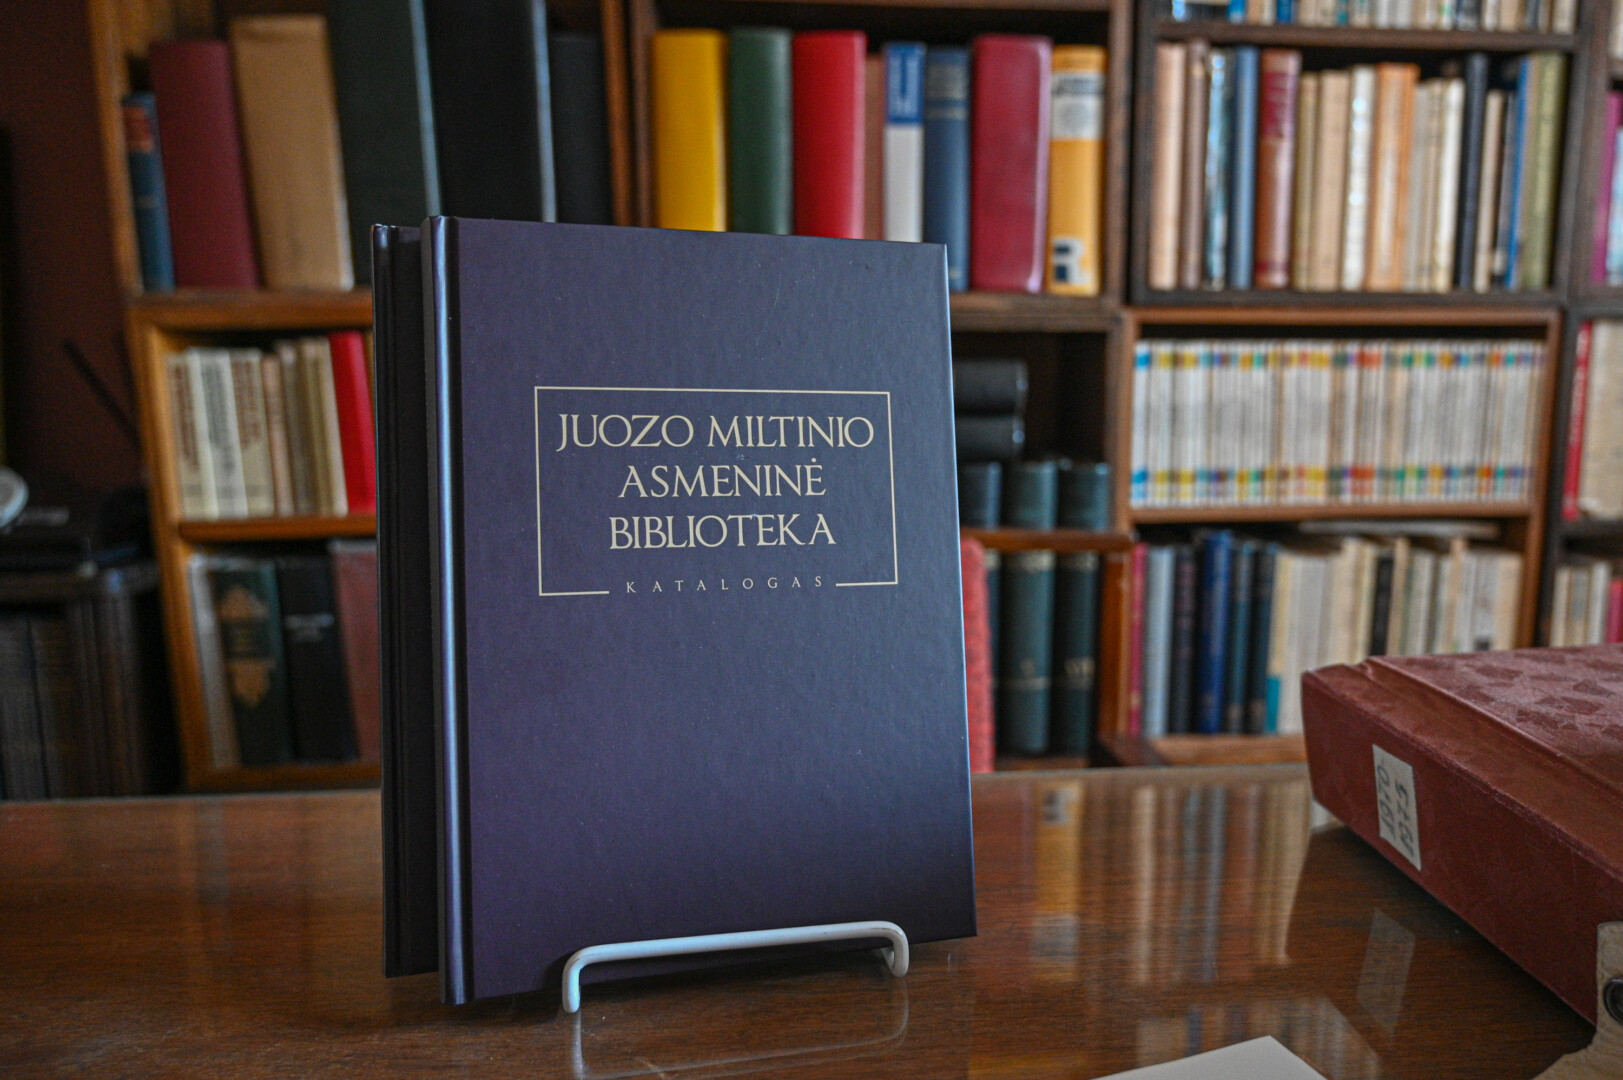 JUOZO MILTINIO
ASMENINĖ
BIBLIOTEKA
KATALOGAS